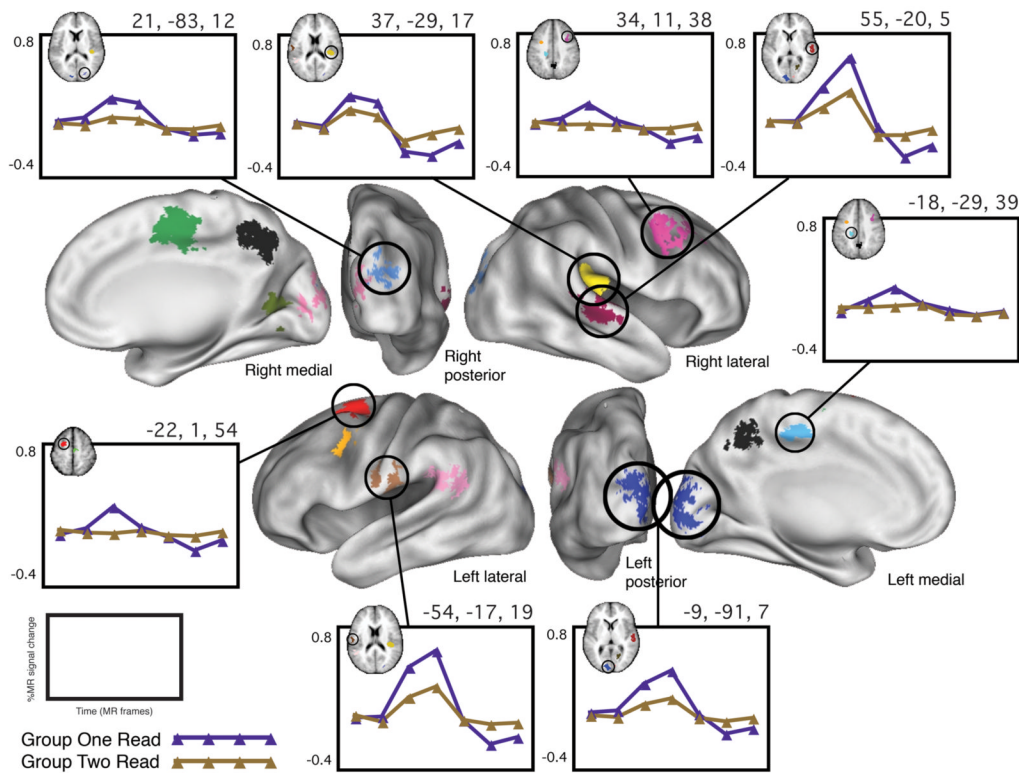 21, -83, 12
37, -29, 17
34, 11, 38
55, -20, 5
0.8
-0.4
0.8
-0.4
0.8
-0.4
0.8
-0.4
-18, -29, 39
0.8
-0.4
Right medial
Right
posterior
Right lateral
-22, 1, 54
0.8
-0.4
Left lateral
Left
posterior
Left medial
-54, -17, 19
0.8
-0.4
-9, -91, 7
0.8
-0.4
%MR signal change
Time (MR frames)
Group One Read
Group Two Read